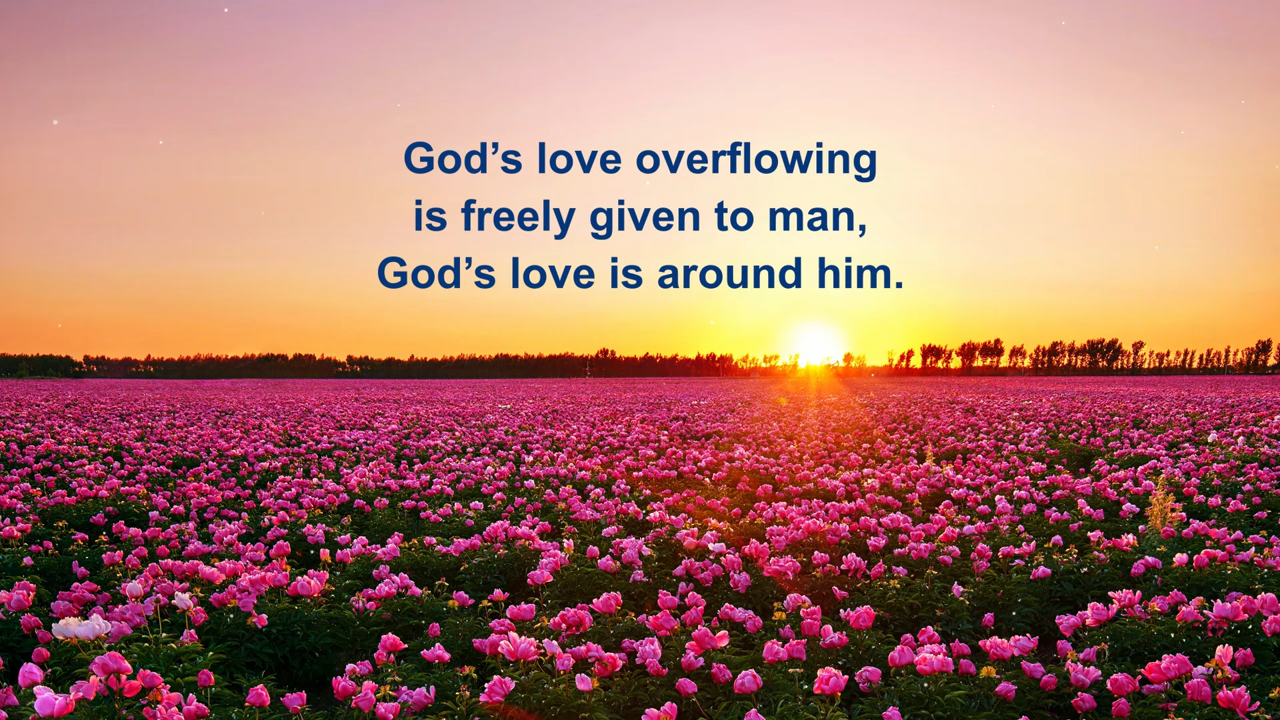 God’s love overflowing
is freely given to man,
God’s love is around him.